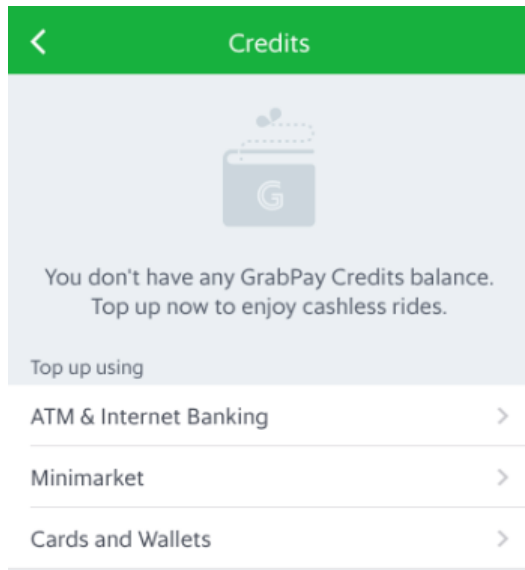 Credits
G
You don't have any GrabPay Credits balance.
Top up now to enjoy cashless rides.
Top up using
ATM & Internet Banking
Minimarket
Cards and Wallets